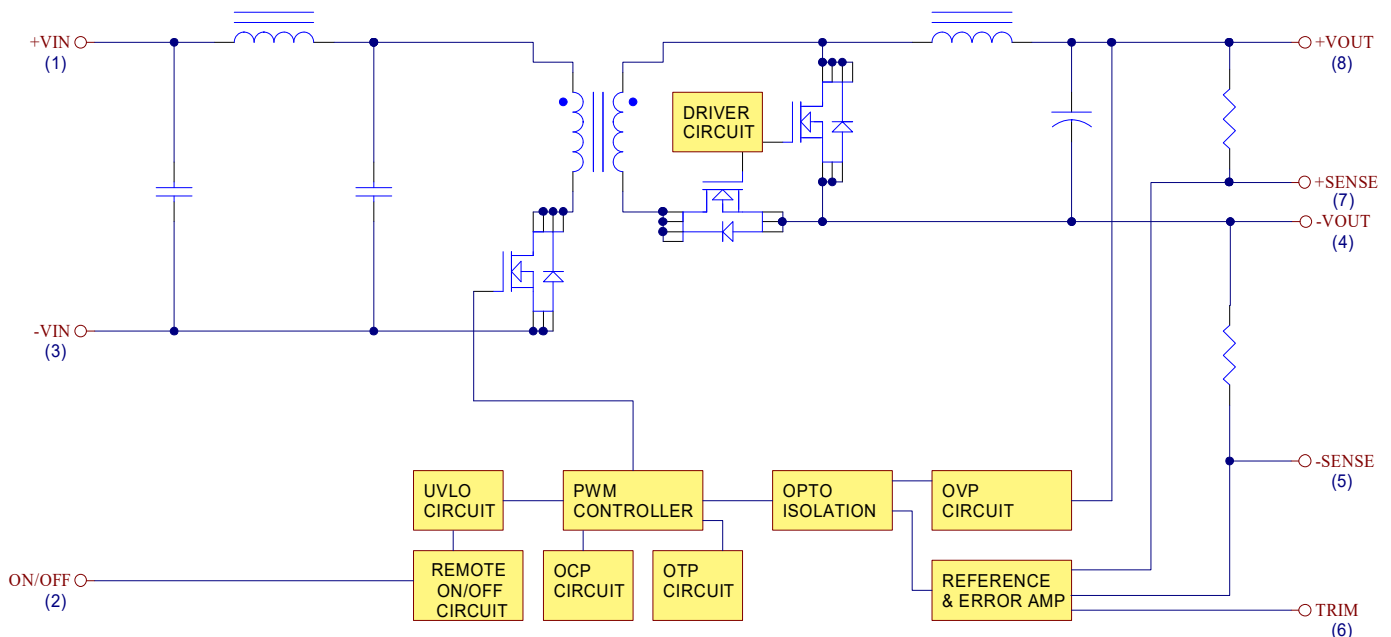 +VIN
(1)
+VOUT
(8)
DRIVER
CIRCUIT
+SENSE
(7)
-VOUT
(4)
-VIN
(3)
-SENSE
(5)
UVLO
CIRCUIT
PWM
CONTROLLER
OPTO
ISOLATION
OVP
CIRCUIT
ON/OFF
(2)
REMOTE
ON/OFF
CIRCUIT
OCP
CIRCUIT
OTP
CIRCUIT
REFERENCE
& ERROR AMP
TRIM
(6)